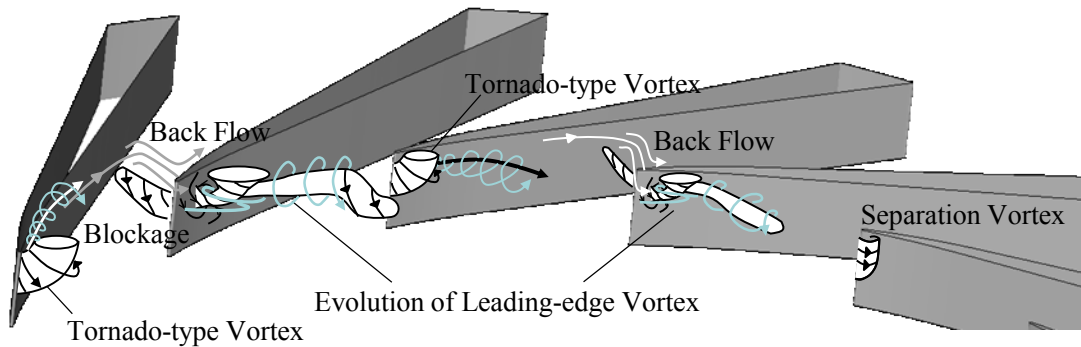 Tornado-type Vortex
Back Flow
Back Flow
Separation Vortex
Blockage
Evolution of Leading-edge Vortex
Tornado-type Vortex